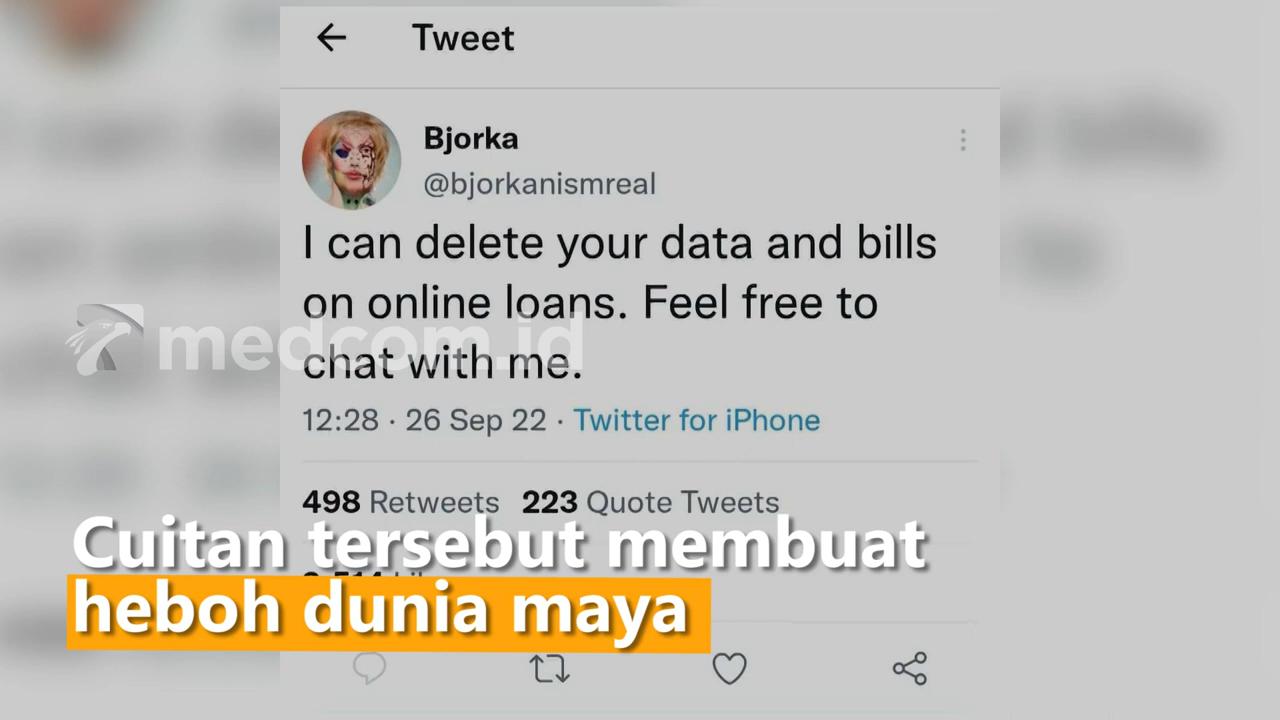 Tweet
Bjorka
@bjorkanismreal
I can delete your data and bills
on online loans. Feel free to
chat with me.
medcom.id
12:28 · 26 Sep 22 · Twitter for iPhone
498 Retweets 223 Quote Tweets
Cuitan tersebut membuat
heboh dunia maya